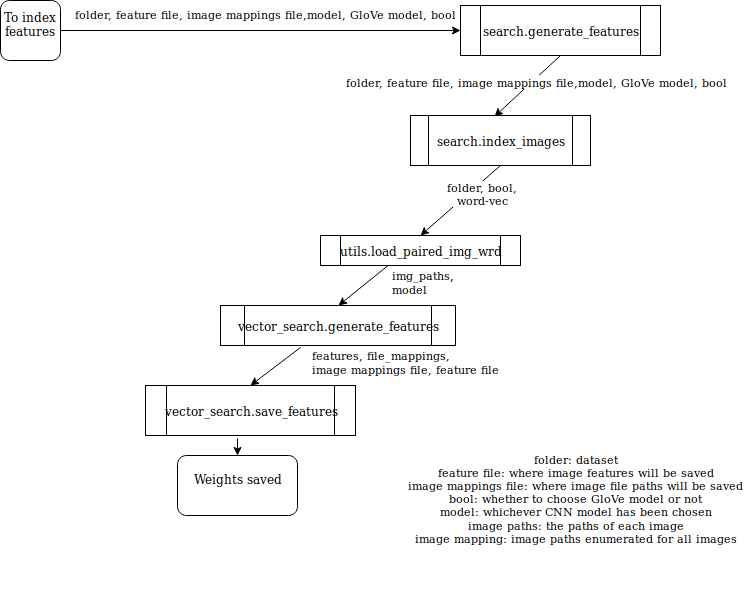 To index
features
folder, feature file, image mappings file,model, GloVe model, bool
search.generate_features
folder, feature file, image mappings file,model, GloVe model, bool
search.index_images
folder, bool,
word-vec
utils.load_paired_img_wrd
img_paths,
model
vector_search.generate_features
features, file_mappings,
image mappings file, feature file
vector_search.save_features
Weights saved
folder: dataset
feature file: where image features will be saved
image mappings file: where image file paths will be saved
bool: whether to choose GloVe model or not
model: whichever CNN model has been chosen
image paths: the paths of each image
image mapping: image paths enumerated for all images